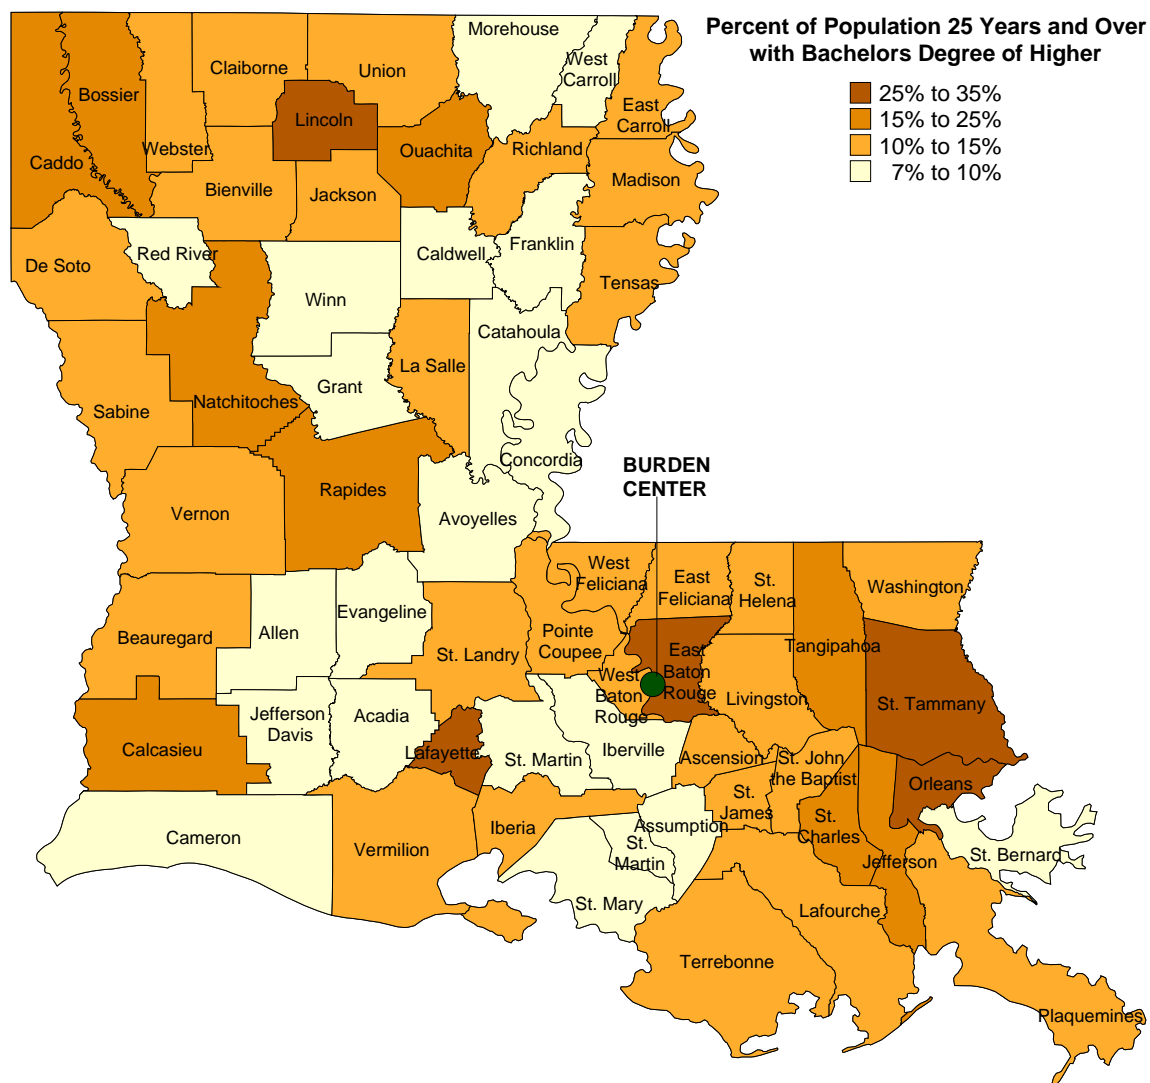 Percent of Population 25 Years and Over
with Bachelors Degree of Higher
25% to 35%
15% to 25%
10% to 15%
7% to 10%
Morehouse
West
Carroll
Claiborne
Union
Bossier
East
Carroll
Lincoln
Webster
Ouachita
Richland
Caddo
Bienville
Jackson
Madison
Red River
Caldwell
Franklin
De Soto
Tensas
Winn
Catahoula
La Salle
Grant
Natchitoches
Sabine
Concordia
BURDEN
CENTER
Rapides
Vernon
Avoyelles
West
Feliciana
East
Feliciana
St.
Helena
Washington
Evangeline
Allen
Beauregard
Pointe
Coupee
Tangipahoa
St. Landry
East
Baton
Rouge
West
Baton
Rouge
Livingston
St. Tammany
Jefferson
Davis
Acadia
Calcasieu
Lafayette
St. Martin
Iberville
Ascension
St. John
the Baptist
Orleans
St.
James
St.
Charles
Cameron
Vermilion
Iberia
Assumption
St.
Martin
Jefferson
St. Bernard
St. Mary
Lafourche
Terrebonne
Plaquemines